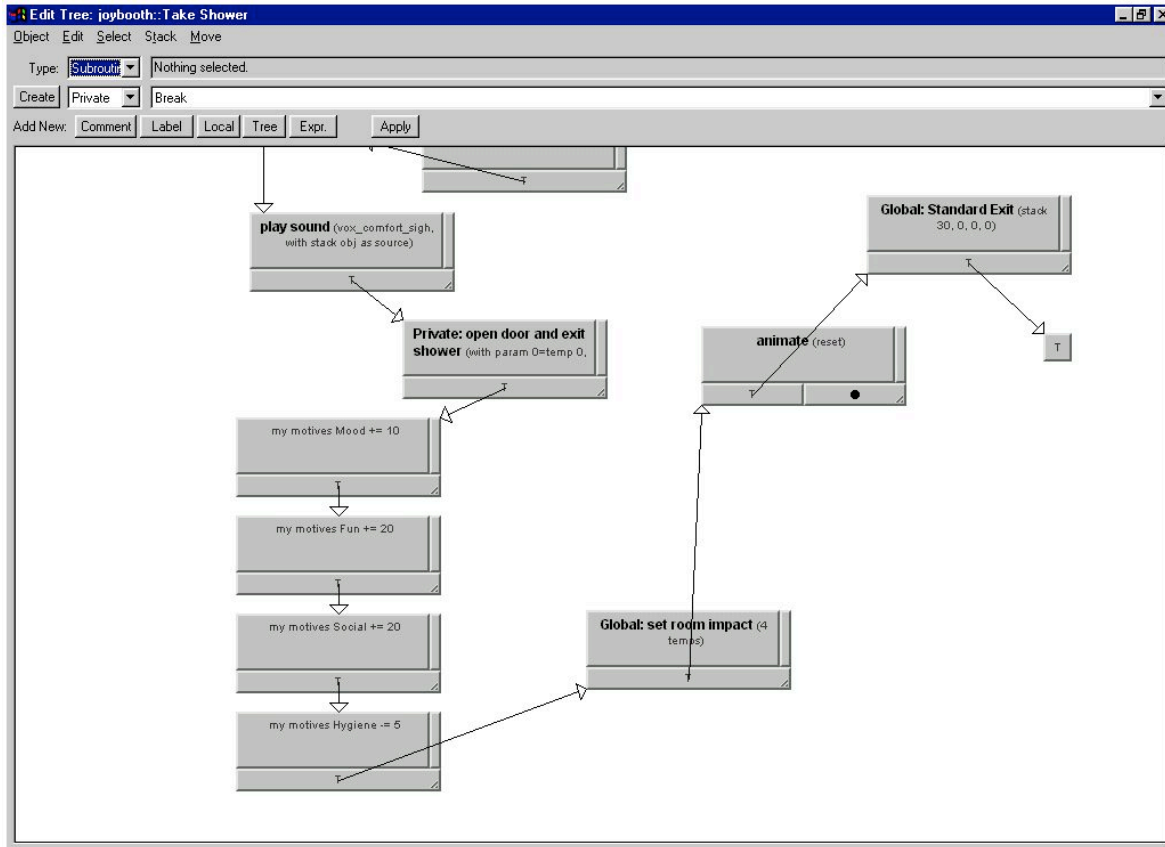 Edit Tree: joybooth::Take Shower
Object Edit Select Stack Move
Type: Subroutin Nothing selected.
Create Private Break
Add New: Comment Label Local Tree Expr. Apply
T
play sound (vox_comfort_sigh,
with stack obj as source)
T
Global: Standard Exit (stack
30, 0, 0, 0)
T
Private: open door and exit
shower (with param 0=temp 0,
T
animate (reset)
T
T
my motives Mood += 10
T
my motives Fun += 20
T
my motives Social += 20
T
Global: set room impact (4
temps)
T
my motives Hygiene -= 5
T